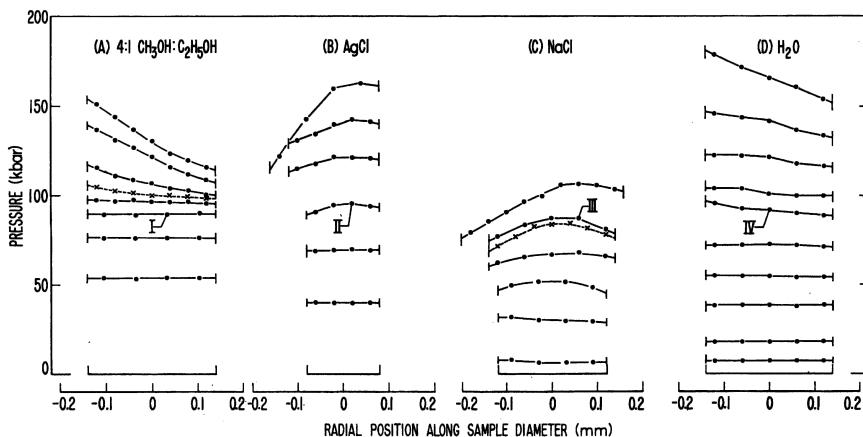 200
150
100
50
0
PRESSURE (kbar)
(A) 4:1 CH₃OH:C₂H₅OH
(B) AgCl
(C) NaCl
(D) H₂O
I
II
III
IV
-0.2 -0.1 0 0.1 0.2
-0.1 0 0.1 0.2
-0.2 -0.1 0 0.1 0.2
-0.2 -0.1 0 0.1 0.2
RADIAL POSITION ALONG SAMPLE DIAMETER (mm)